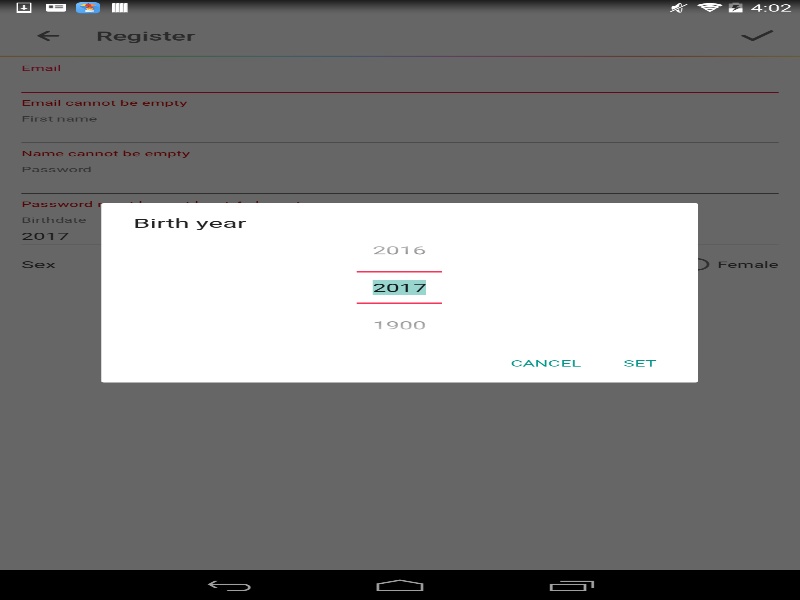 4:02
Register
Email
Email cannot be empty
First name
Name cannot be empty
Password
Password
Birthdate
2017
Sex
Female
Birth year
2016
2017
1900
CANCEL SET